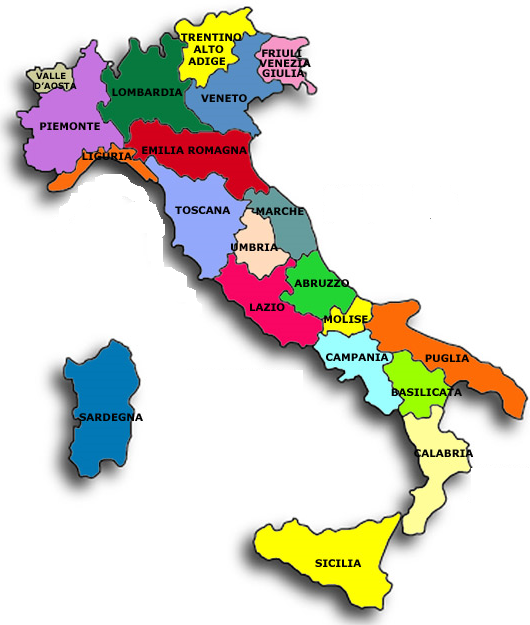 TRENTINO
ALTO
ADIGE
FRIULI
VENEZIA
GIULIA
VALLE
D'AOSTA
LOMBARDIA
VENETO
PIEMONTE
EMILIA ROMAGNA
LIGURIA
TOSCANA
MARCHE
UMBRIA
ABRUZZO
LAZIO
MOLISE
CAMPANIA
PUGLIA
BASILICATA
SARDEGNA
CALABRIA
SICILIA